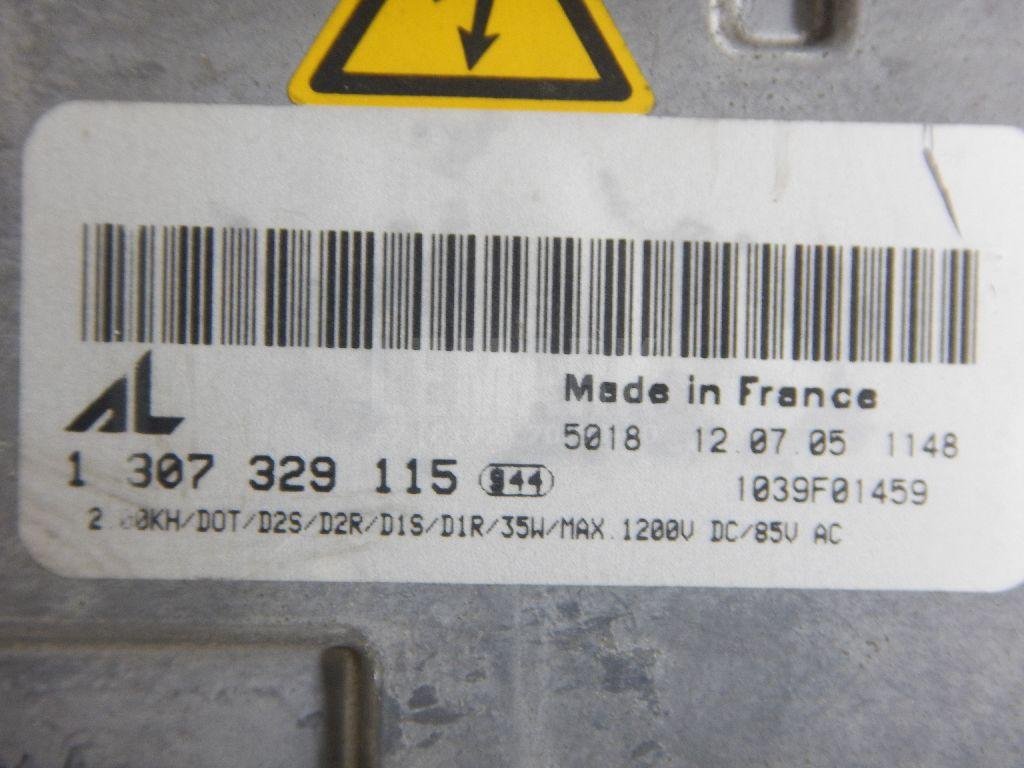 AL
Made in France
5018 12.07.05 1148
1 307 329 115 944
1039F01459
KH/DOT/D2S/D2R/D1S/D1R/35W/MAX.1200V DC/85V AC